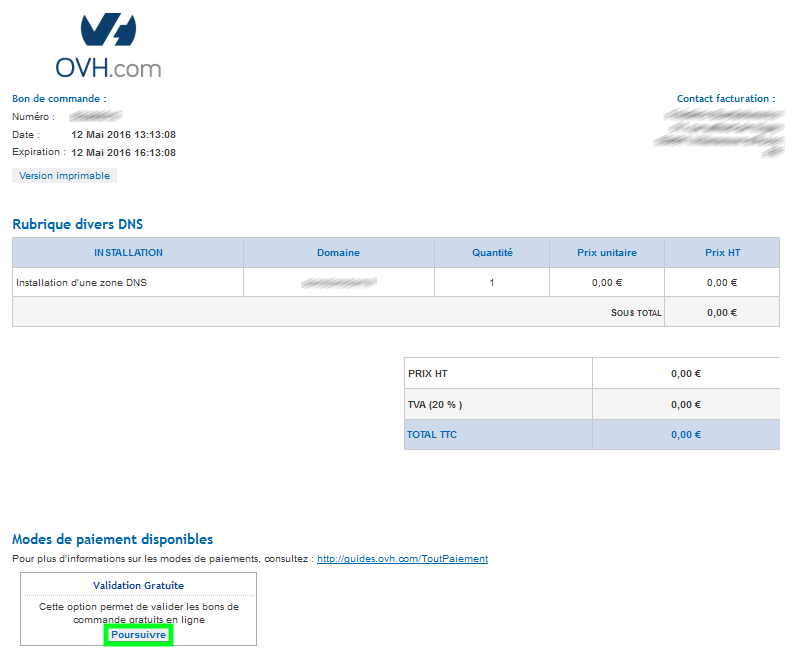 OVH.com
Bon de commande :
Contact facturation :
Numéro :
Date : 12 Mai 2016 13:13:08
Expiration : 12 Mai 2016 16:13:08
Version imprimable
Rubrique divers DNS
INSTALLATION Domaine Quantité Prix unitaire Prix HT
Installation d'une zone DNS 1 0,00 € 0,00 €
SOUS TOTAL 0,00 €
PRIX HT 0,00 €
TVA (20 % ) 0,00 €
TOTAL TTC 0,00 €
Modes de paiement disponibles
Pour plus d'informations sur les modes de paiements, consultez : http://guides.ovh.com/ToutPaiement
Validation Gratuite
Cette option permet de valider les bons de
commande gratuits en ligne
Poursuivre